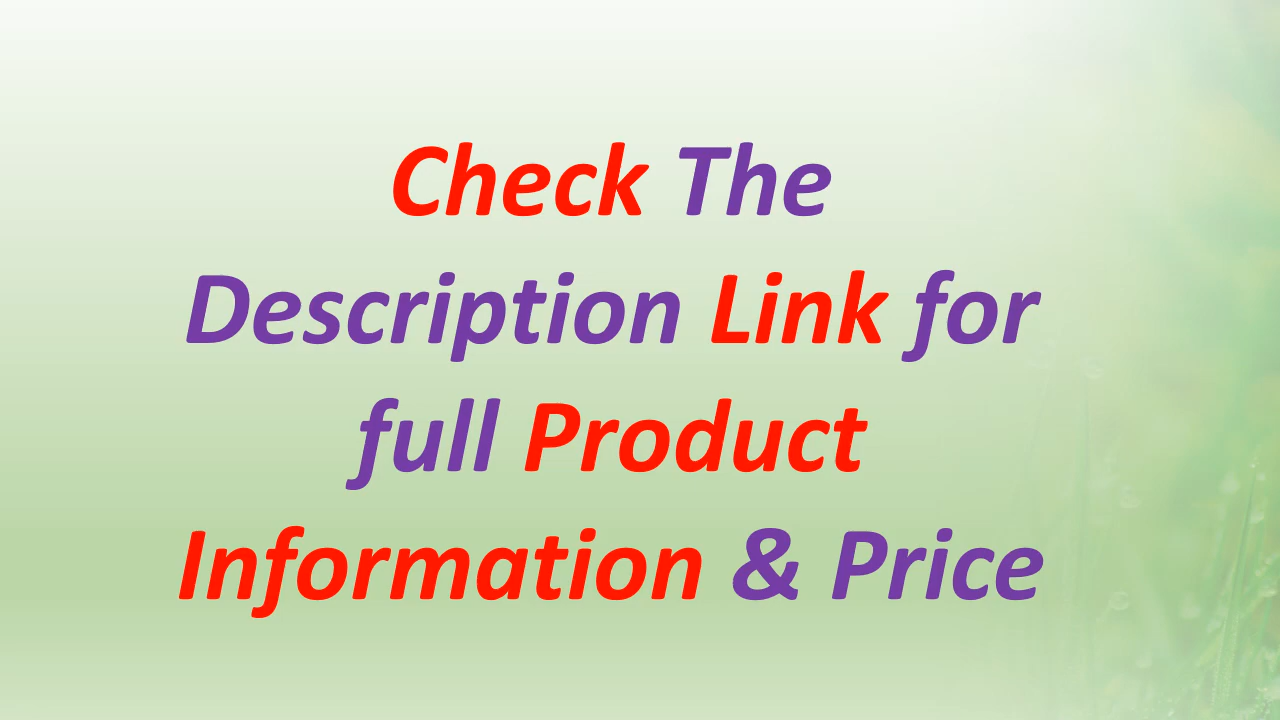 Check The
Description Link for
full Product
Information & Price